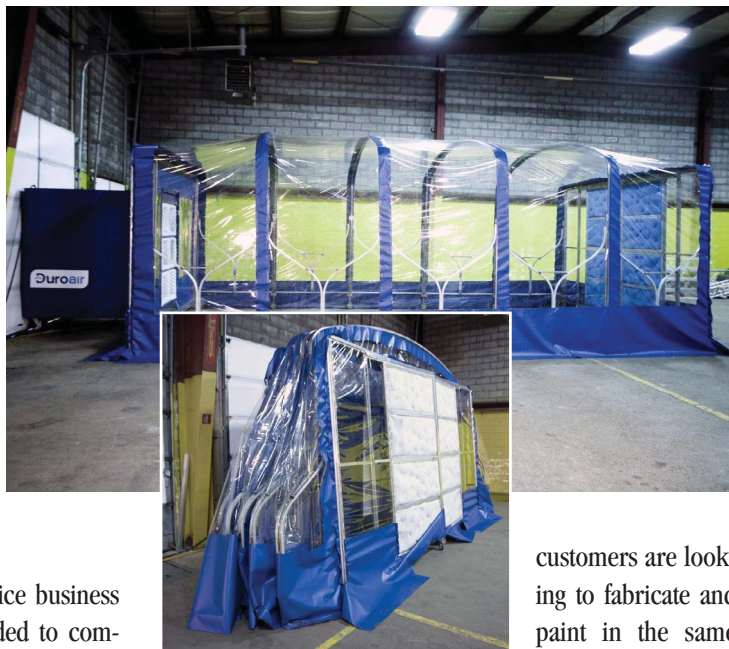 Duroair
ice business
ded to com-
customers are look-
ing to fabricate and
paint in the same